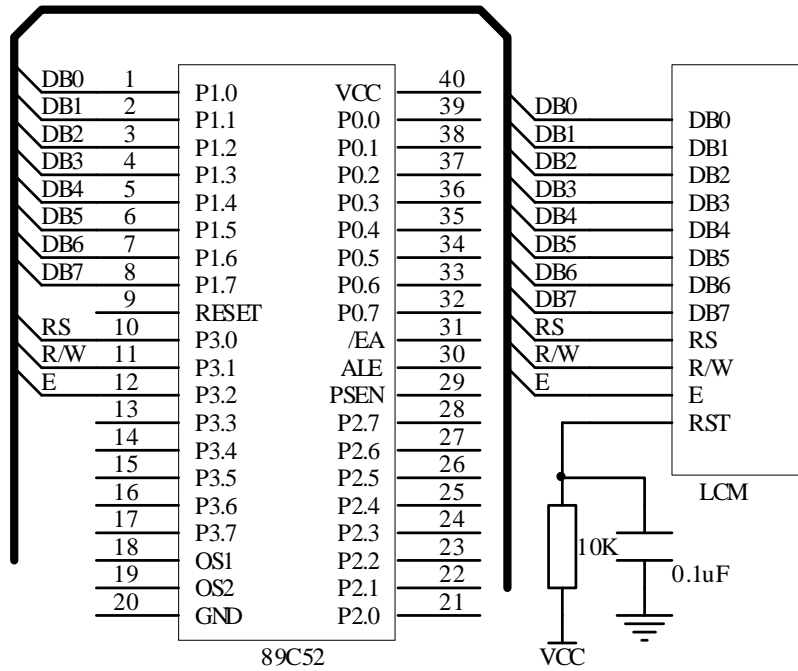 DB0 1 P1.0 VCC 40
DB1 2 P1.1 P0.0 39 DB0 DB0
DB2 3 P1.2 P0.1 38 DB1 DB1
DB3 4 P1.3 P0.2 37 DB2 DB2
DB4 5 P1.4 P0.3 36 DB3 DB3
DB5 6 P1.5 P0.4 35 DB4 DB4
DB6 7 P1.6 P0.5 34 DB5 DB5
DB7 8 P1.7 P0.6 33 DB6 DB6
9 RESET P0.7 32 DB7 DB7
RS 10 P3.0 /EA 31 RS RS
R/W 11 P3.1 ALE 30 R/W R/W
E 12 P3.2 PSEN 29 E E
13 P3.3 P2.7 28 RST
14 P3.4 P2.6 27
15 P3.5 P2.5 26
16 P3.6 P2.4 25 LCM
17 P3.7 P2.3 24
18 OS1 P2.2 23 10K
19 OS2 P2.1 22 0.1uF
20 GND P2.0 21
89C52 VCC